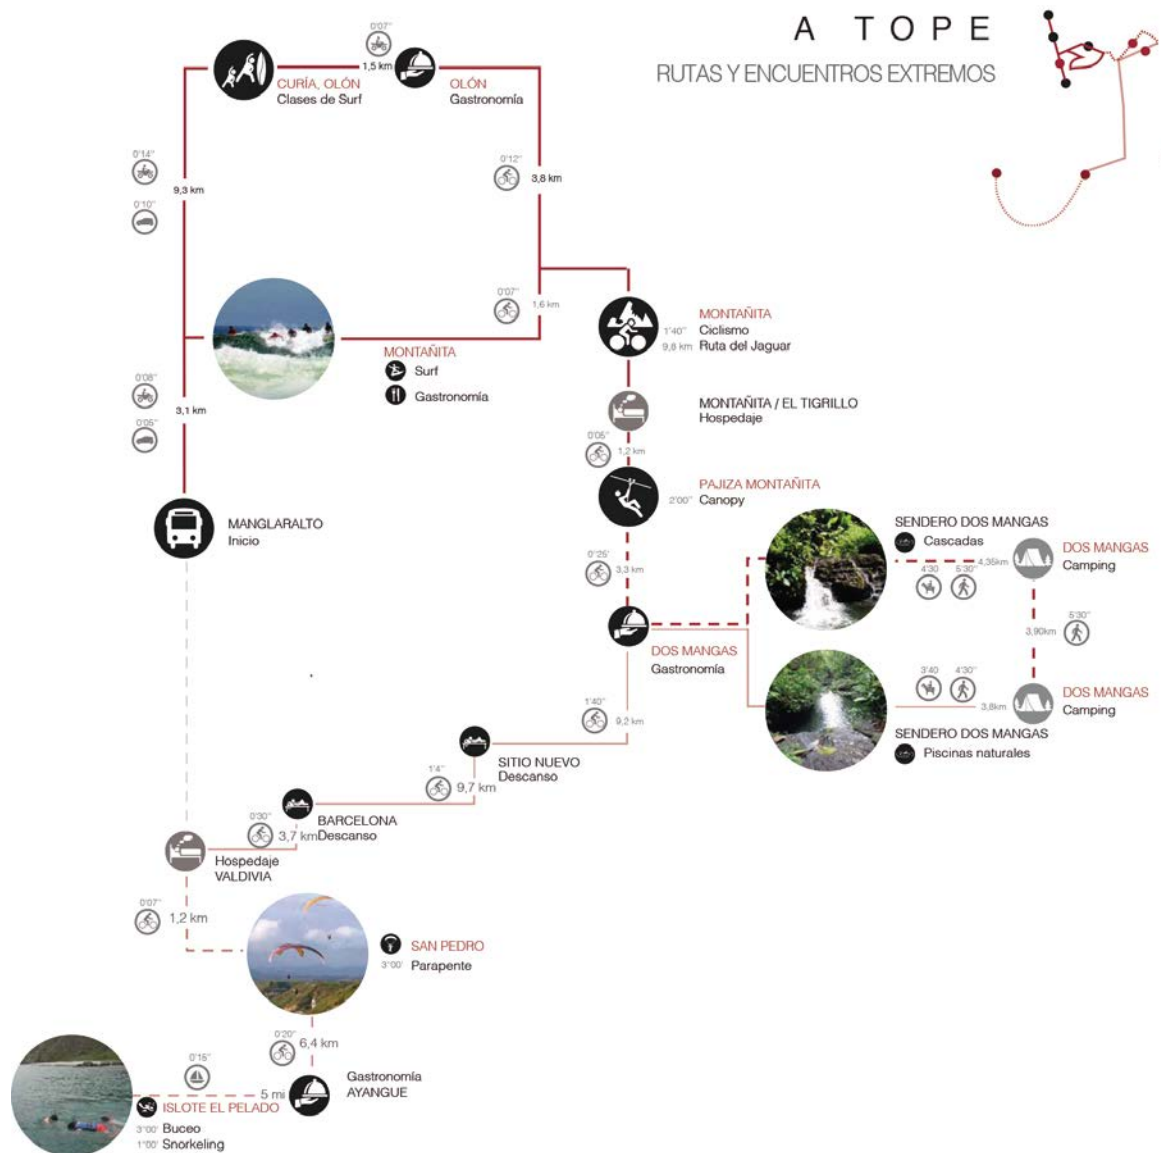 A TOPE
RUTAS Y ENCUENTROS EXTREMOS
0'07"
1,5 km
CURÍA, OLÓN
Clases de Surf
OLÓN
Gastronomía
0'14"
9,3 km
0'10"
0'12"
3,8 km
0'07"
1,6 km
MONTAÑITA
Surf
Gastronomía
0'08"
3,1 km
0'05"
MONTAÑITA
1'40" Ciclismo
9,8 km Ruta del Jaguar
MONTAÑITA / EL TIGRILLO
Hospedaje
0'05"
1,2 km
PAJIZA MONTAÑITA
2'00" Canopy
MANGLARALTO
Inicio
0'25'
3,3 km
SENDERO DOS MANGAS
Cascadas
4'30
5'30"
4,35km
DOS MANGAS
Camping
DOS MANGAS
Gastronomía
3,90km
5'30"
3'40
4'30"
3,8km
DOS MANGAS
Camping
SENDERO DOS MANGAS
Piscinas naturales
1'40"
9,2 km
SITIO NUEVO
Descanso
1'4"
9,7 km
BARCELONA
Descanso
0'30"
3,7 km
Hospedaje
VALDIVIA
0'07"
1,2 km
SAN PEDRO
3"00' Parapente
0'20"
6,4 km
Gastronomía
AYANGUE
0'15"
5 mi
ISLOTE EL PELADO
3"00' Buceo
1"00' Snorkeling